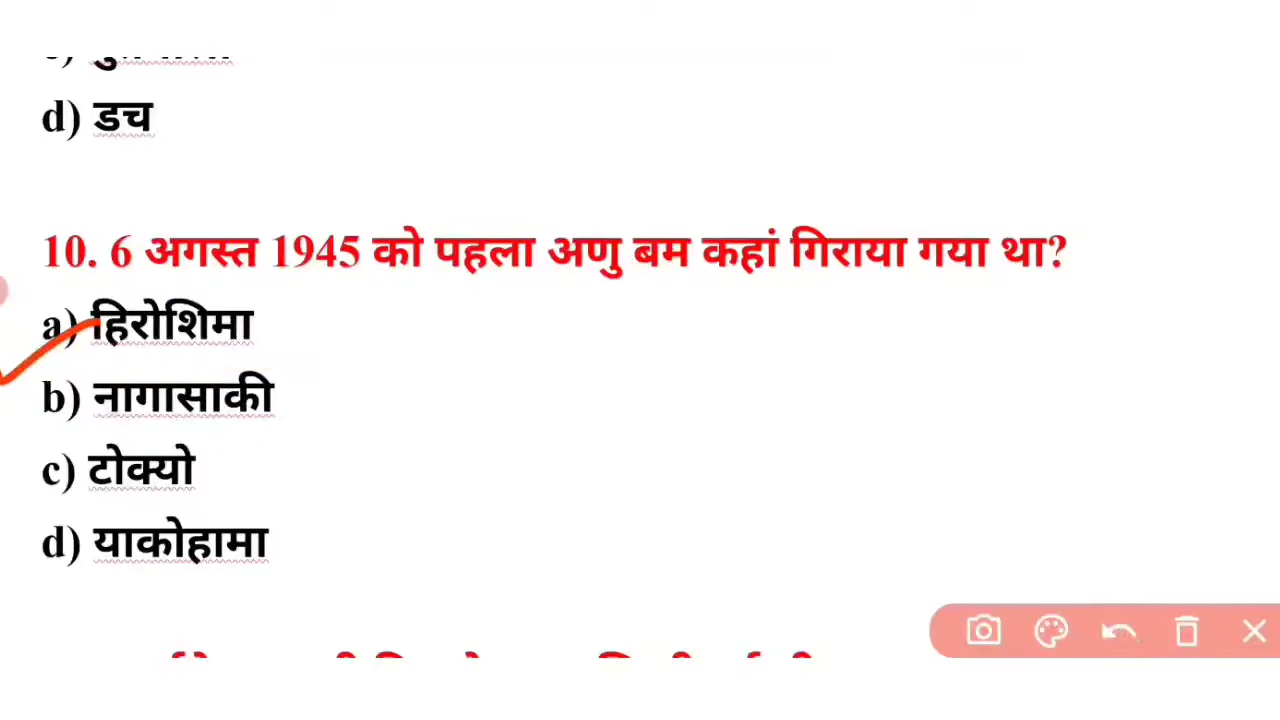 d) डच
10. 6 अगस्त 1945 को पहला अणु बम कहां गिराया गया था?
a) हिरोशिमा
b) नागासाकी
c) टोक्यो
d) याकोहामा